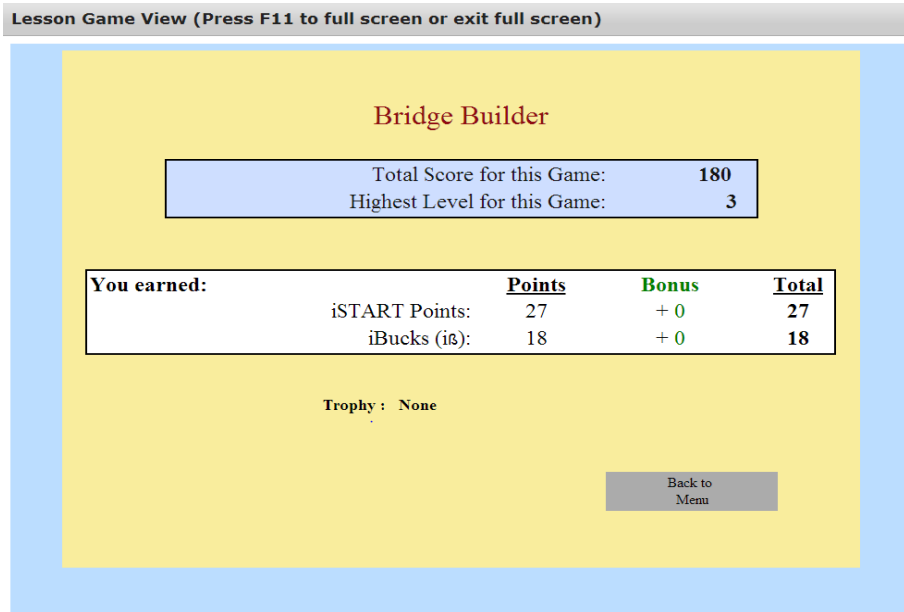 Lesson Game View (Press F11 to full screen or exit full screen)
Bridge Builder
Total Score for this Game: 180
Highest Level for this Game: 3
You earned: Points Bonus Total
iSTART Points: 27 + 0 27
iBucks (iß): 18 + 0 18
Trophy : None
Back to
Menu